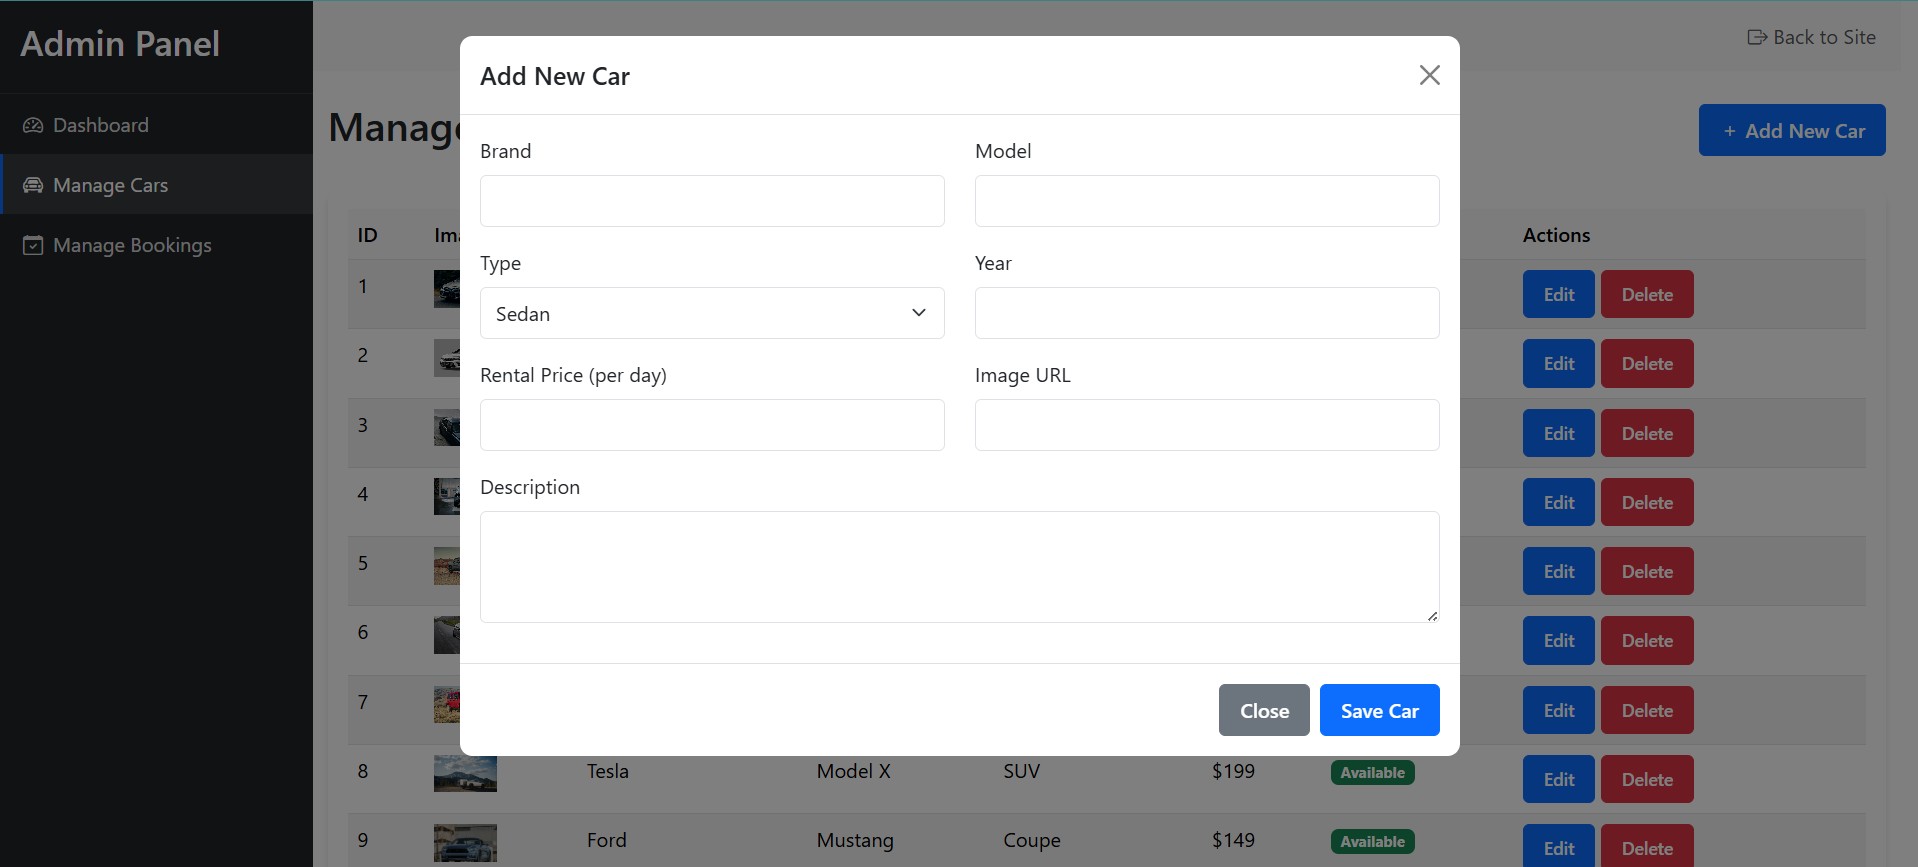 Admin Panel
Dashboard
Manage Cars
Manage Bookings
Back to Site
+ Add New Car
Add New Car
Brand
Model
Type
Sedan
Year
Rental Price (per day)
Image URL
Description
Close
Save Car
ID
Actions
1
Edit
Delete
2
Edit
Delete
3
Edit
Delete
4
Edit
Delete
5
Edit
Delete
6
Edit
Delete
7
Edit
Delete
8 Tesla Model X SUV $199 Available Edit Delete
9 Ford Mustang Coupe $149 Available Edit Delete